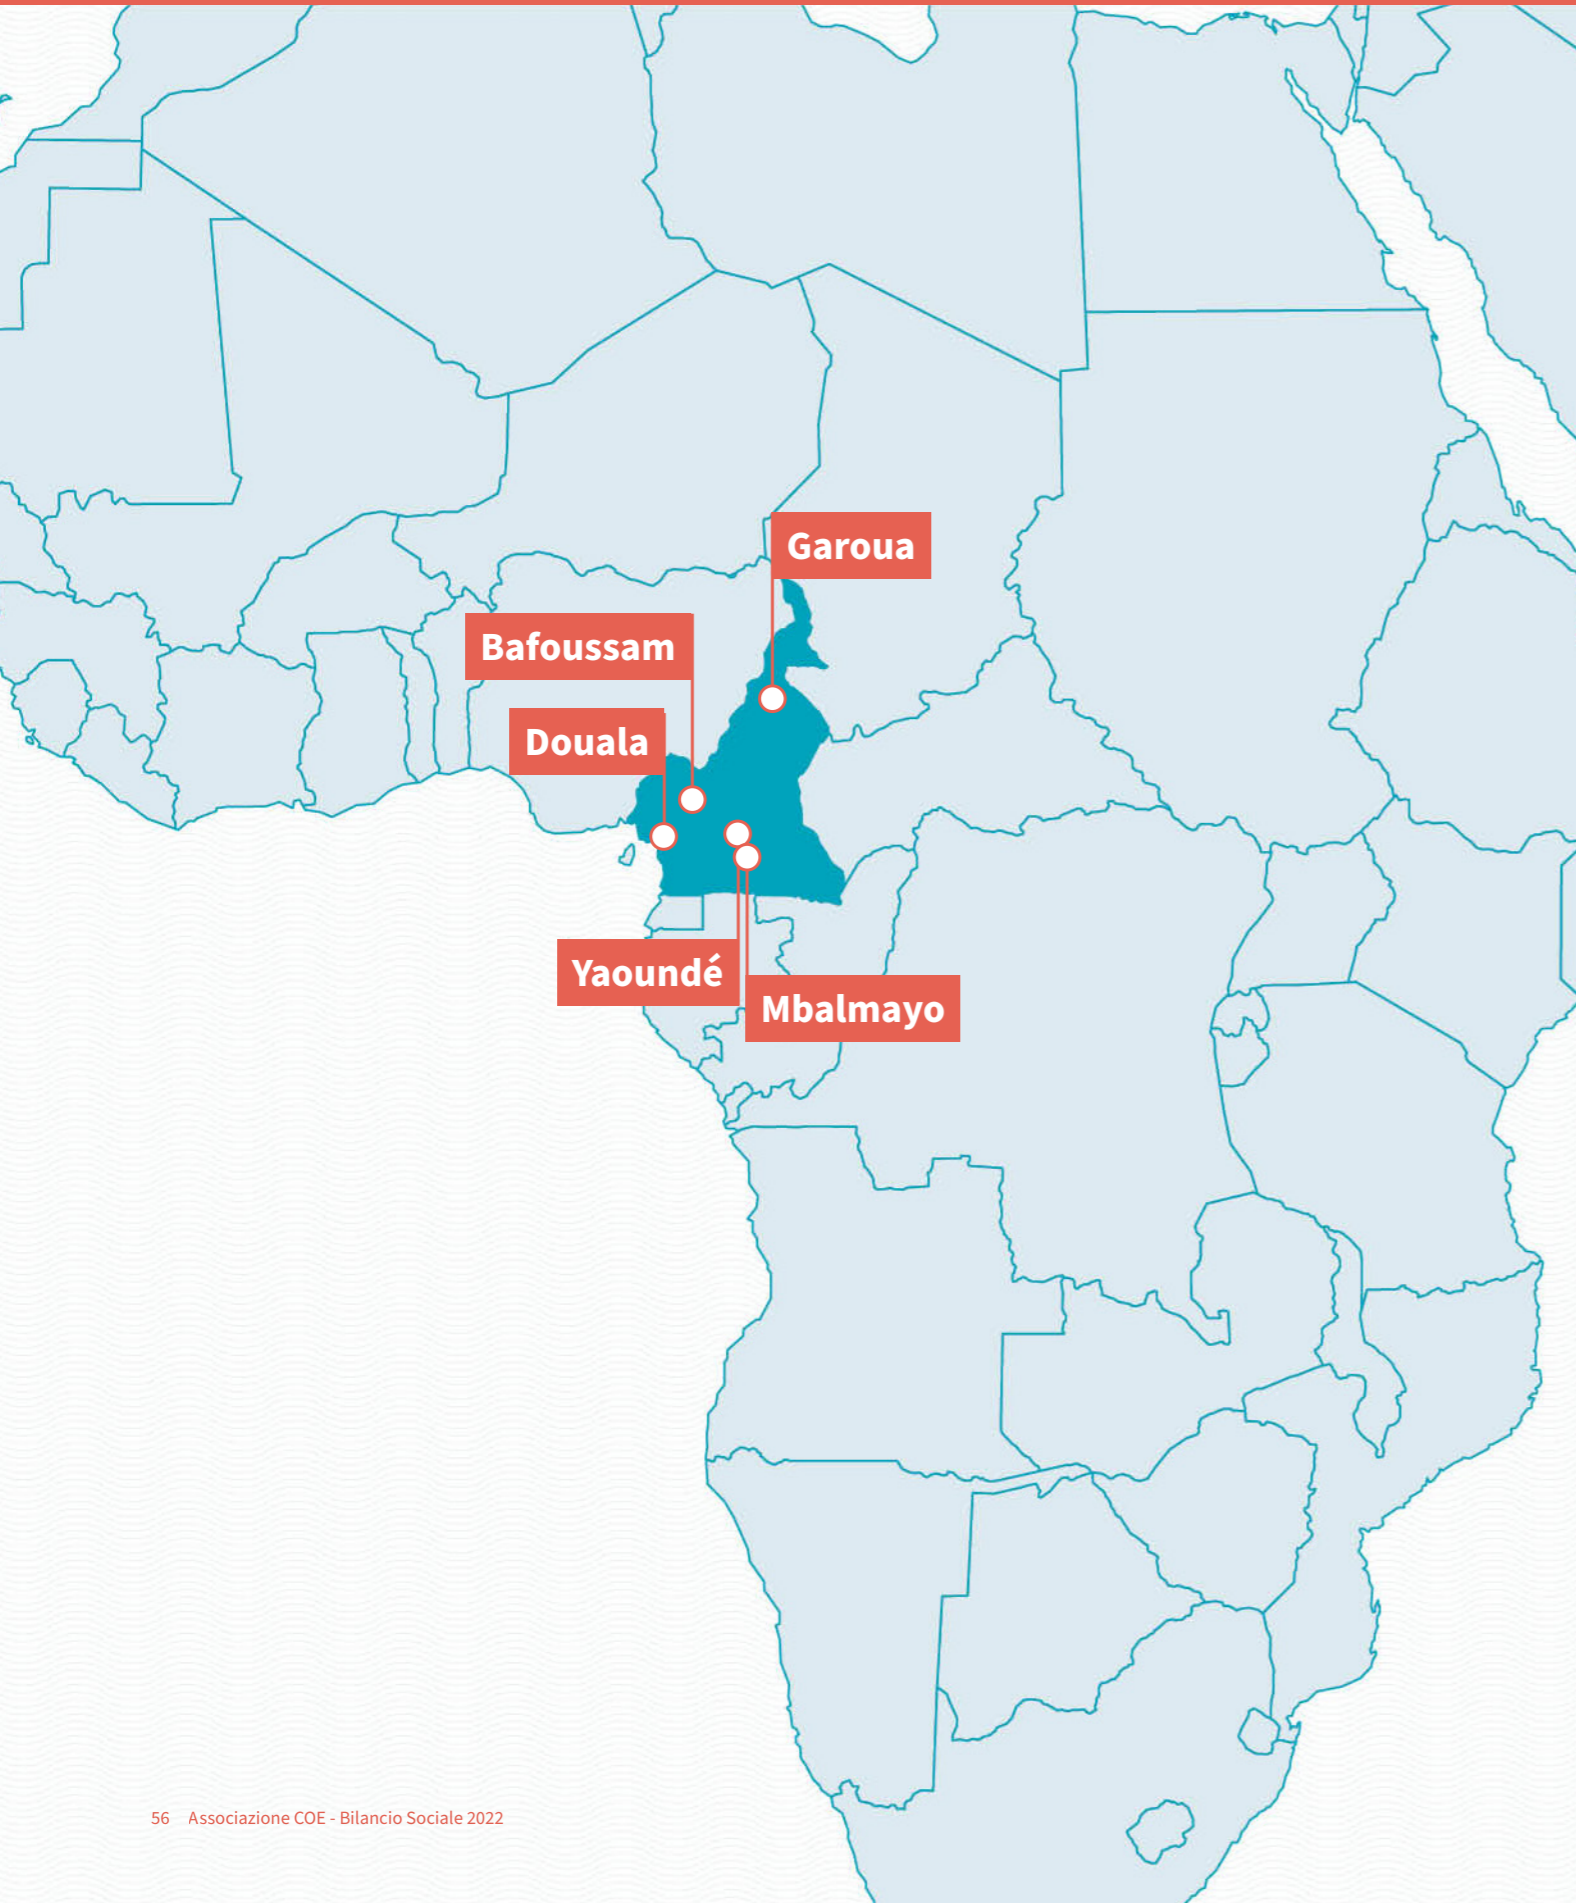 Garoua
Bafoussam
Douala
Yaoundé
Mbalmayo
56 Associazione COE - Bilancio Sociale 2022